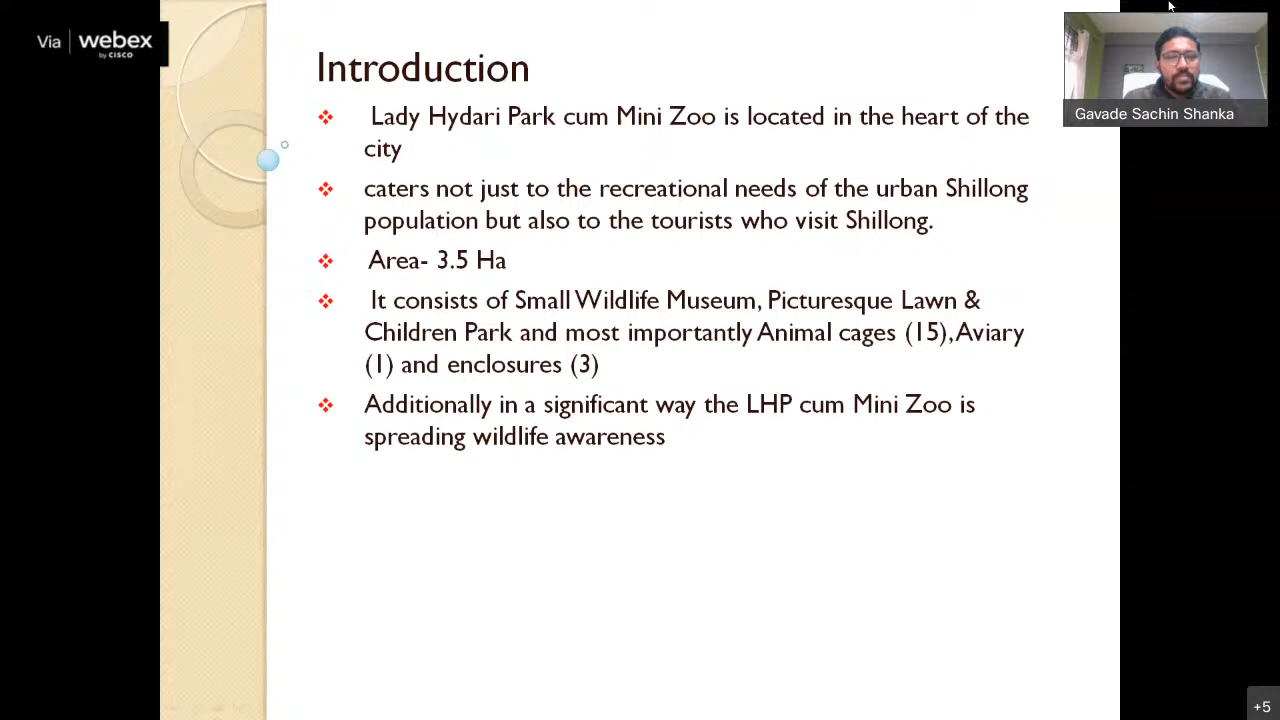 Via webex
by CISCO
Introduction
Lady Hydari Park cum Mini Zoo is located in the heart of the
city
caters not just to the recreational needs of the urban Shillong
population but also to the tourists who visit Shillong.
Area- 3.5 Ha
It consists of Small Wildlife Museum, Picturesque Lawn &
Children Park and most importantly Animal cages (15), Aviary
(1) and enclosures (3)
Additionally in a significant way the LHP cum Mini Zoo is
spreading wildlife awareness
Gavade Sachin Shanka
+5